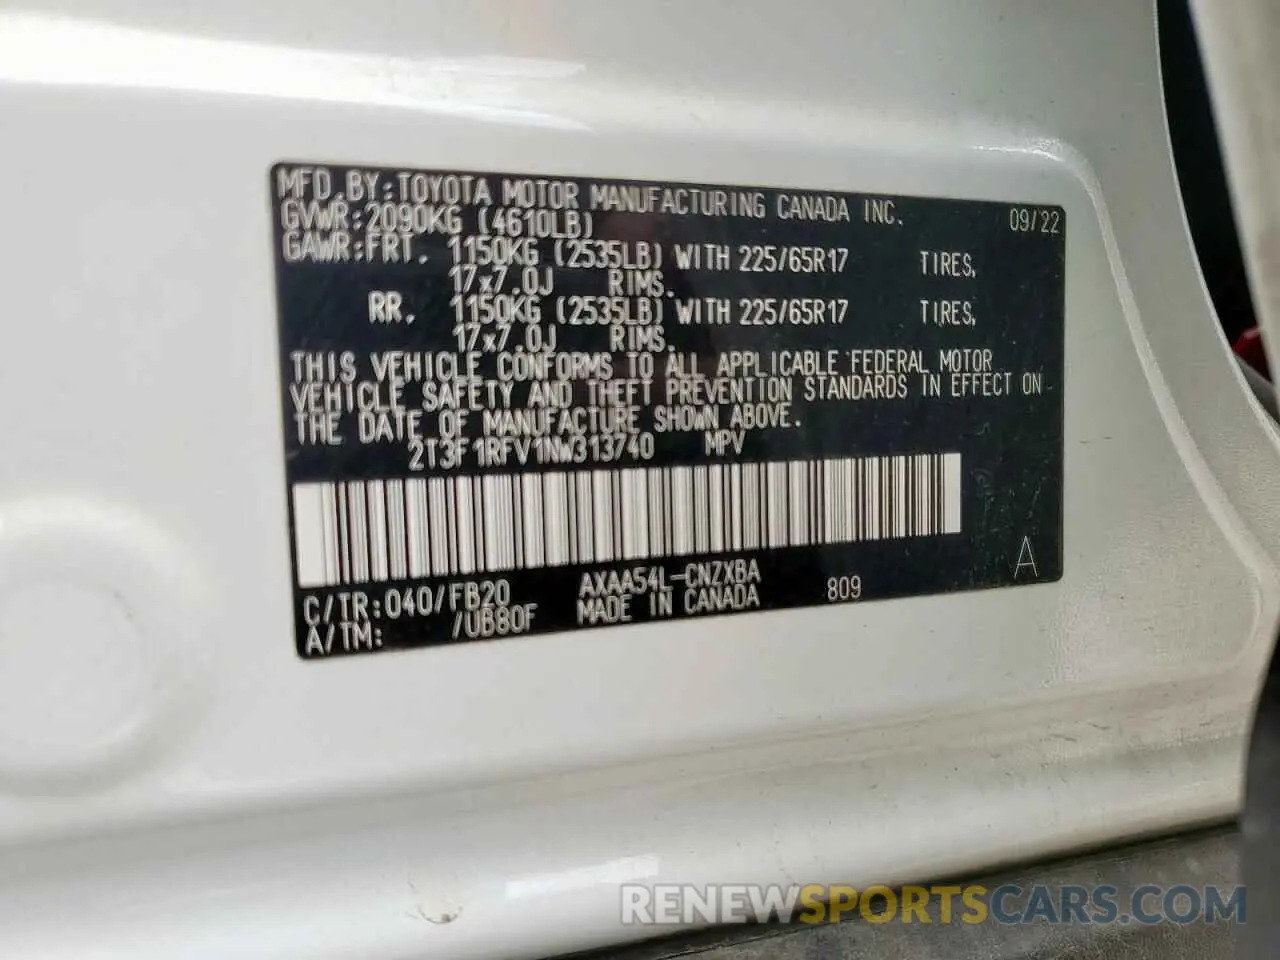 MFD.BY:TOYOTA MOTOR MANUFACTURING CANADA INC. 09/22
GVWR:2090KG (4610LB)
GAWR:FRT. 1150KG (2535LB) WITH 225/65R17 TIRES,
17x7.0J RIMS.
RR. 1150KG (2535LB) WITH 225/65R17 TIRES,
17x7.0J RIMS.
THIS VEHICLE CONFORMS TO ALL APPLICABLE FEDERAL MOTOR
VEHICLE SAFETY AND THEFT PREVENTION STANDARDS IN EFFECT ON
THE DATE OF MANUFACTURE SHOWN ABOVE.
2T3F1RFV1NW313740 MPV
C/TR:040/FB20 AXAA54L-CNZXBA 809 A
A/TM: /UB80F MADE IN CANADA
RENEWSPORTSCARS.COM